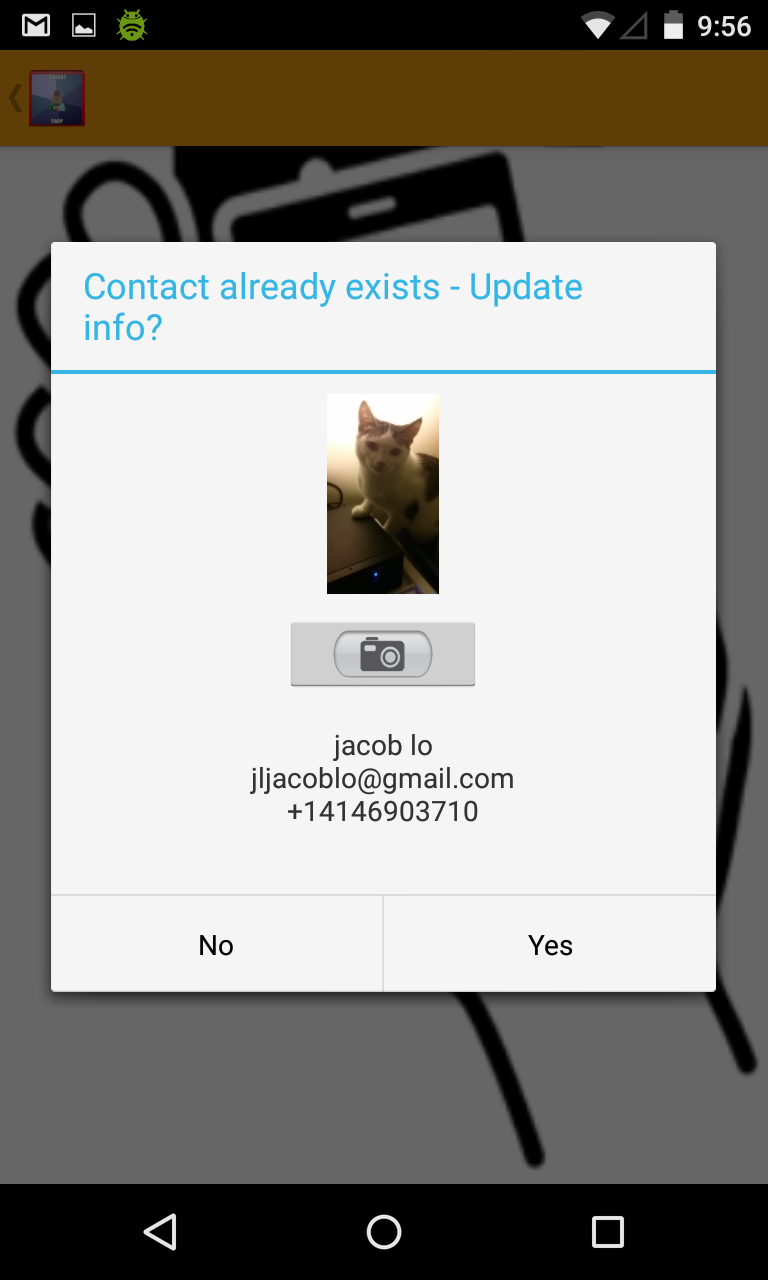 9:56
Contact already exists - Update
info?
jacob lo
jljacoblo@gmail.com
+14146903710
No
Yes